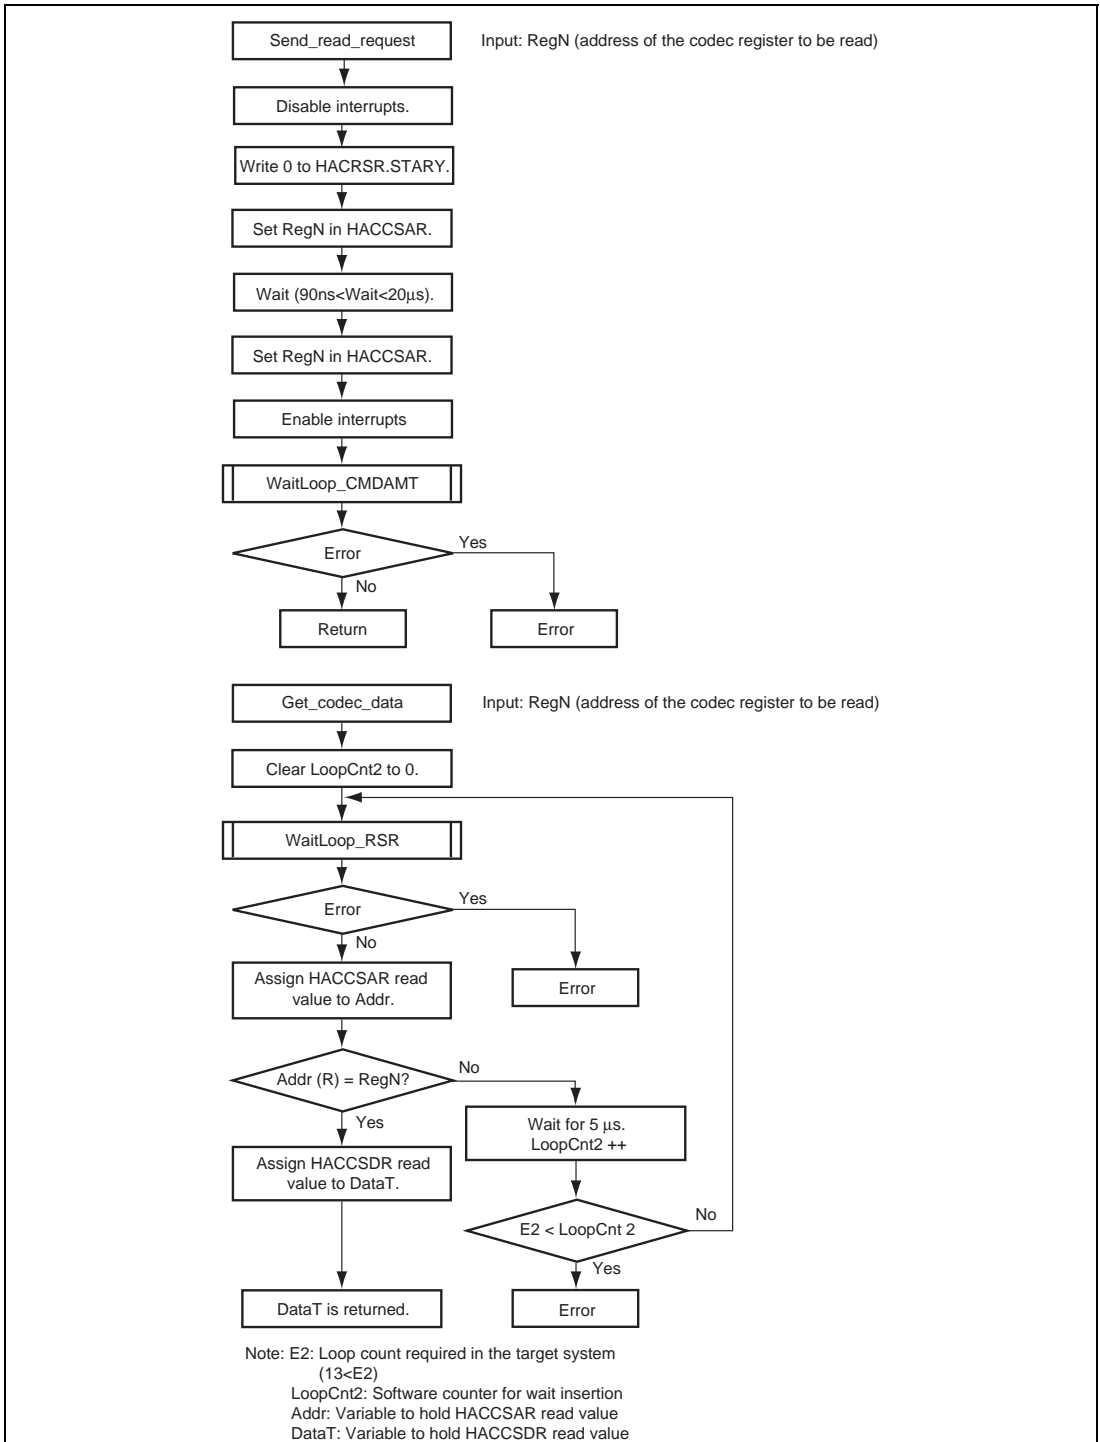 Send_read_request
Input: RegN (address of the codec register to be read)
Disable interrupts.
Write 0 to HACRSR.STARY.
Set RegN in HACCSAR.
Wait (90ns<Wait<20μs).
Set RegN in HACCSAR.
Enable interrupts
WaitLoop_CMDAMT
Error
Yes
No
Return
Error
Get_codec_data
Input: RegN (address of the codec register to be read)
Clear LoopCnt2 to 0.
WaitLoop_RSR
Error
Yes
No
Assign HACCSAR read
value to Addr.
Error
Addr (R) = RegN?
No
Yes
Wait for 5 μs.
LoopCnt2 ++
Assign HACCSDR read
value to DataT.
E2 < LoopCnt 2
No
Yes
DataT is returned.
Error
Note: E2: Loop count required in the target system
(13<E2)
LoopCnt2: Software counter for wait insertion
Addr: Variable to hold HACCSAR read value
DataT: Variable to hold HACCSDR read value